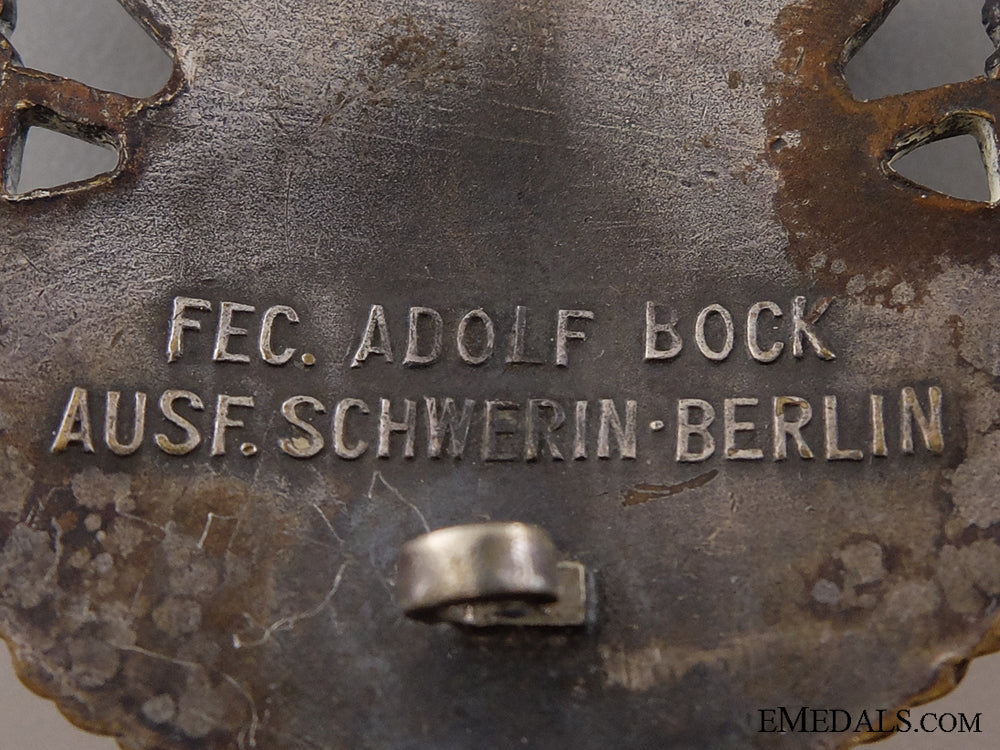 FEC. ADOLF BOCK
AUSF. SCHWERIN·BERLIN
EMEDALS.COM